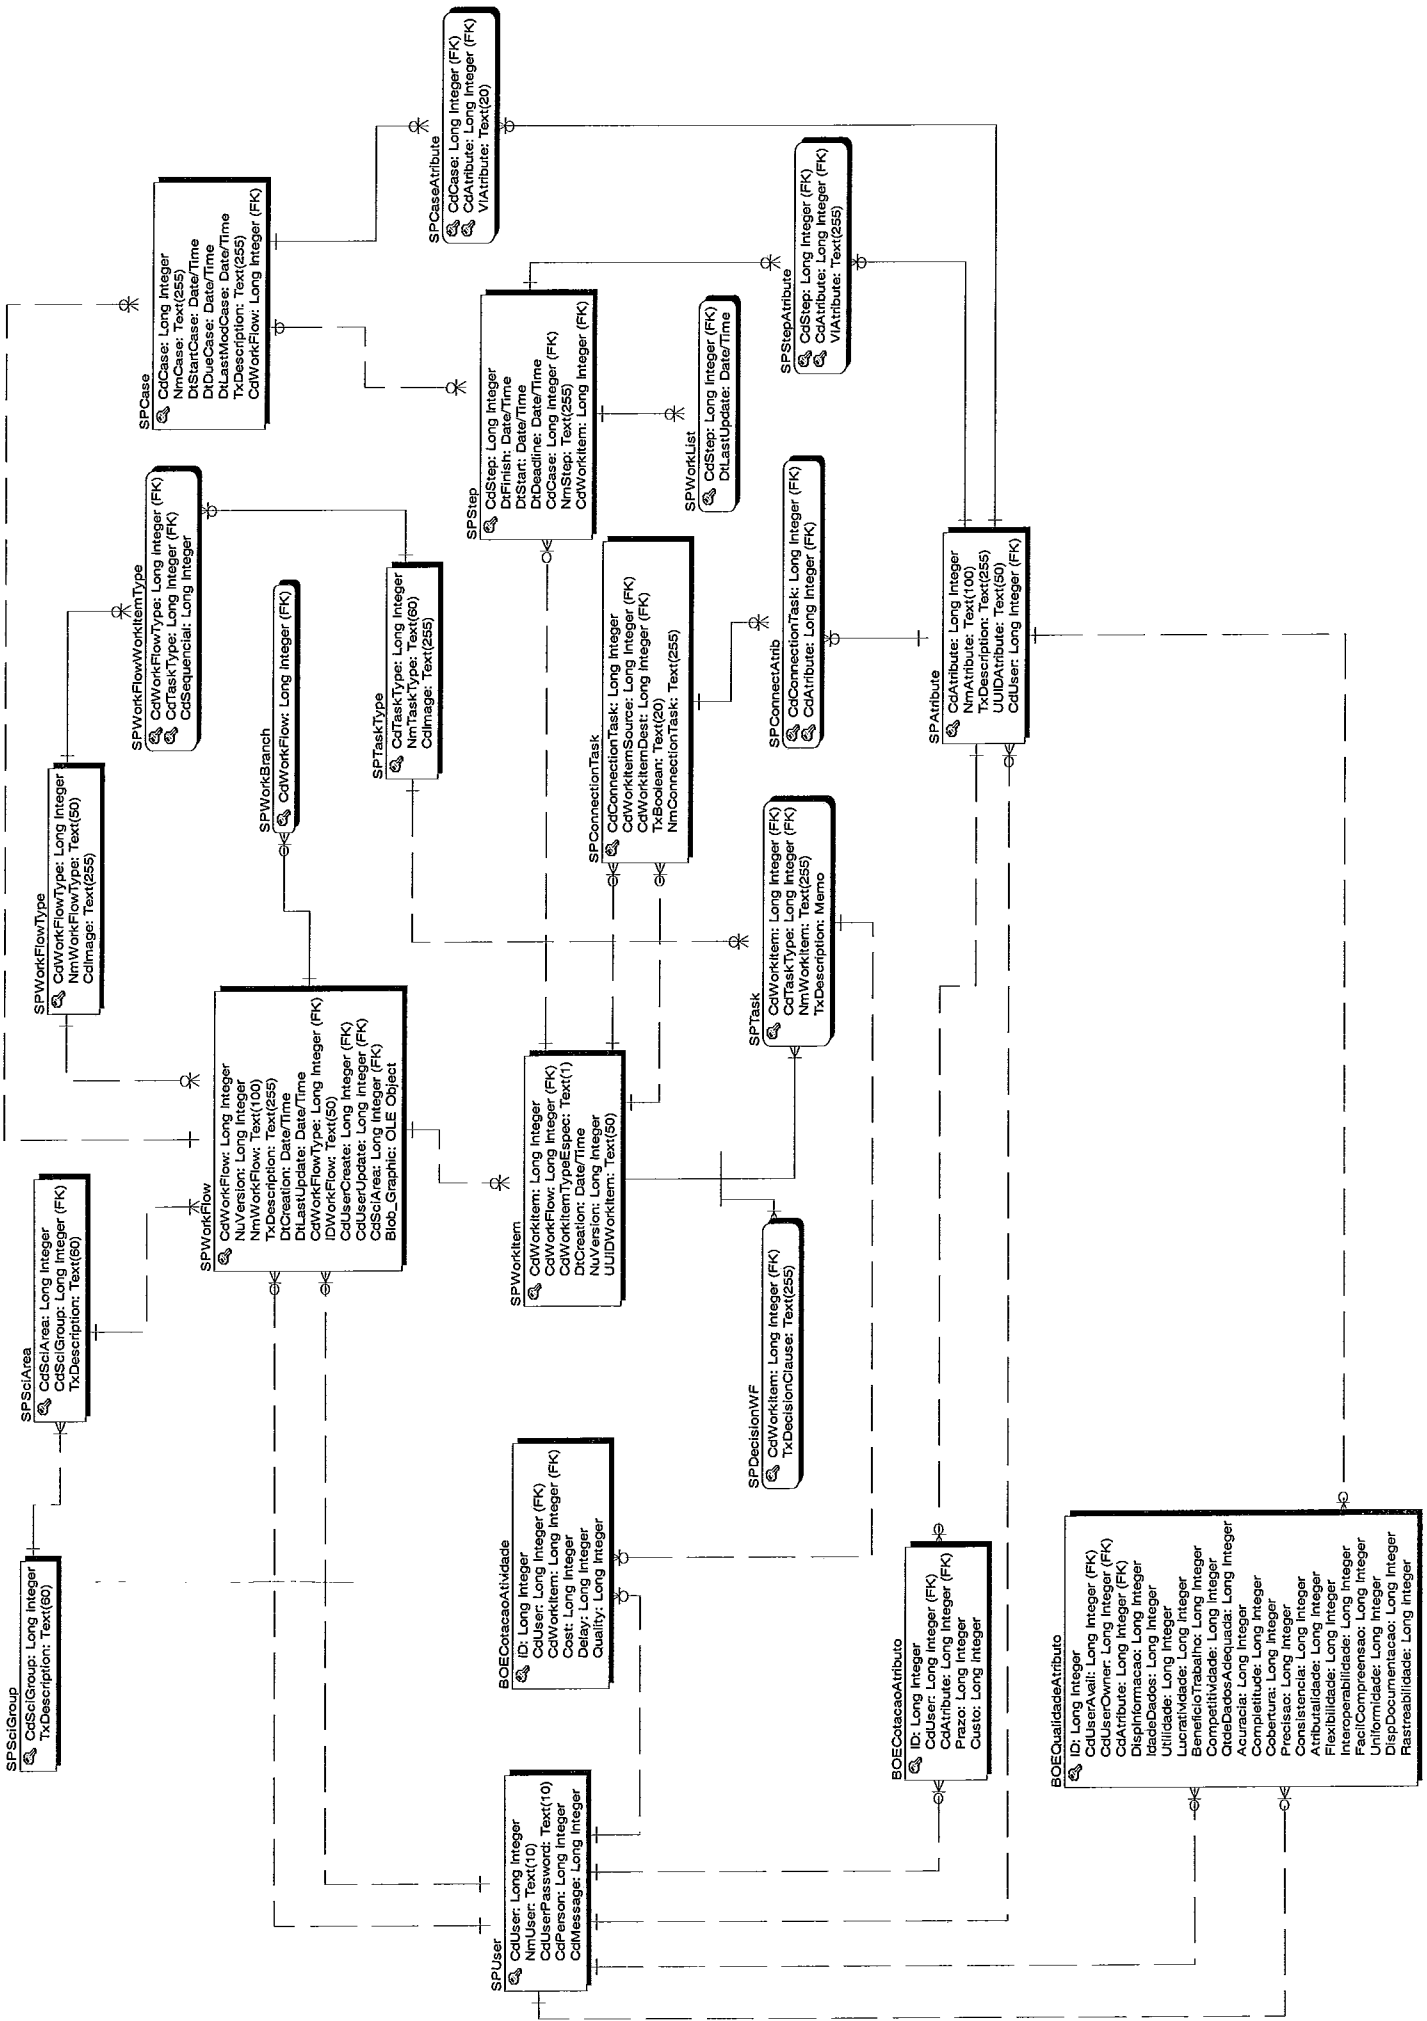 SPSciGroup
CdSciGroup: Long Integer
TxDescription: Text(60)
SPSciArea
CdSciArea: Long Integer
CdSciGroup: Long Integer (FK)
TxDescription: Text(60)
SPWorkFlowType
CdWorkFlowType: Long Integer
NmWorkFlowType: Text(50)
CdImage: Text(255)
SPWorkFlowWorkItemType
CdWorkFlowType: Long Integer (FK)
CdTaskType: Long Integer (FK)
CdSequencial: Long Integer
SPCase
CdCase: Long Integer
NmCase: Text(255)
DtStartCase: Date/Time
DtDueCase: Date/Time
DtLastModCase: Date/Time
TxDescription: Text(255)
CdWorkFlow: Long Integer (FK)
SPWorkFlow
CdWorkFlow: Long Integer
NuVersion: Long Integer
NmWorkFlow: Text(100)
TxDescription: Text(255)
DtCreation: Date/Time
DtLastUpdate: Date/Time
CdWorkFlowType: Long Integer (FK)
IDWorkFlow: Text(50)
CdUserCreate: Long Integer (FK)
CdUserUpdate: Long Integer (FK)
CdSciArea: Long Integer (FK)
Blob_Graphic: OLE Object
SPWorkBranch
CdWorkFlow: Long Integer (FK)
SPTaskType
CdTaskType: Long Integer
NmTaskType: Text(60)
CdImage: Text(255)
SPCaseAtribute
CdCase: Long Integer (FK)
CdAtribute: Long Integer (FK)
VlAtribute: Text(20)
SPUser
CdUser: Long Integer
NmUser: Text(10)
CdUserPassword: Text(10)
CdPerson: Long Integer
CdMessage: Long Integer
BOECotacaoAtividade
ID: Long Integer
CdUser: Long Integer (FK)
CdWorkItem: Long Integer (FK)
Cost: Long Integer
Delay: Long Integer
Quality: Long Integer
SPWorkItem
CdWorkItem: Long Integer
CdWorkFlow: Long Integer (FK)
CdWorkItemTypeEspec: Text(1)
DtCreation: Date/Time
NuVersion: Long Integer
UUIDWorkItem: Text(50)
SPStep
CdStep: Long Integer
DtFinish: Date/Time
DtStart: Date/Time
DtDeadline: Date/Time
CdCase: Long Integer (FK)
NmStep: Text(255)
CdWorkItem: Long Integer (FK)
SPConnectionTask
CdConnectionTask: Long Integer
CdWorkItemSource: Long Integer (FK)
CdWorkItemDest: Long Integer (FK)
TxBoolean: Text(20)
NmConnectionTask: Text(255)
SPWorkList
CdStep: Long Integer (FK)
DtLastUpdate: Date/Time
SPDecisionWF
CdWorkItem: Long Integer (FK)
TxDecisionClause: Text(255)
SPTask
CdWorkItem: Long Integer (FK)
CdTaskType: Long Integer (FK)
NmWorkItem: Text(255)
TxDescription: Memo
SPConnectAtrib
CdConnectionTask: Long Integer (FK)
CdAtribute: Long Integer (FK)
SPStepAtribute
CdStep: Long Integer (FK)
CdAtribute: Long Integer (FK)
VlAtribute: Text(255)
BOECotacaoAtributo
ID: Long Integer
CdUser: Long Integer (FK)
CdAtribute: Long Integer (FK)
Prazo: Long Integer
Custo: Long Integer
SPAtribute
CdAtribute: Long Integer
NmAtribute: Text(100)
TxDescription: Text(255)
UUIDAtribute: Text(50)
CdUser: Long Integer (FK)
BOEQualidadeAtributo
ID: Long Integer
CdUserAval: Long Integer (FK)
CdUserOwner: Long Integer (FK)
CdAtribute: Long Integer (FK)
DispInformacao: Long Integer
IdadeDados: Long Integer
Utilidade: Long Integer
Lucratividade: Long Integer
BeneficioTrabalho: Long Integer
Competitividade: Long Integer
QtdeDadosAdequada: Long Integer
Acuracia: Long Integer
Completitude: Long Integer
Cobertura: Long Integer
Precisao: Long Integer
Consistencia: Long Integer
Atributalidade: Long Integer
Flexibilidade: Long Integer
Interoperabilidade: Long Integer
FacilCompreensao: Long Integer
Uniformidade: Long Integer
DispDocumentacao: Long Integer
Rastreabilidade: Long Integer